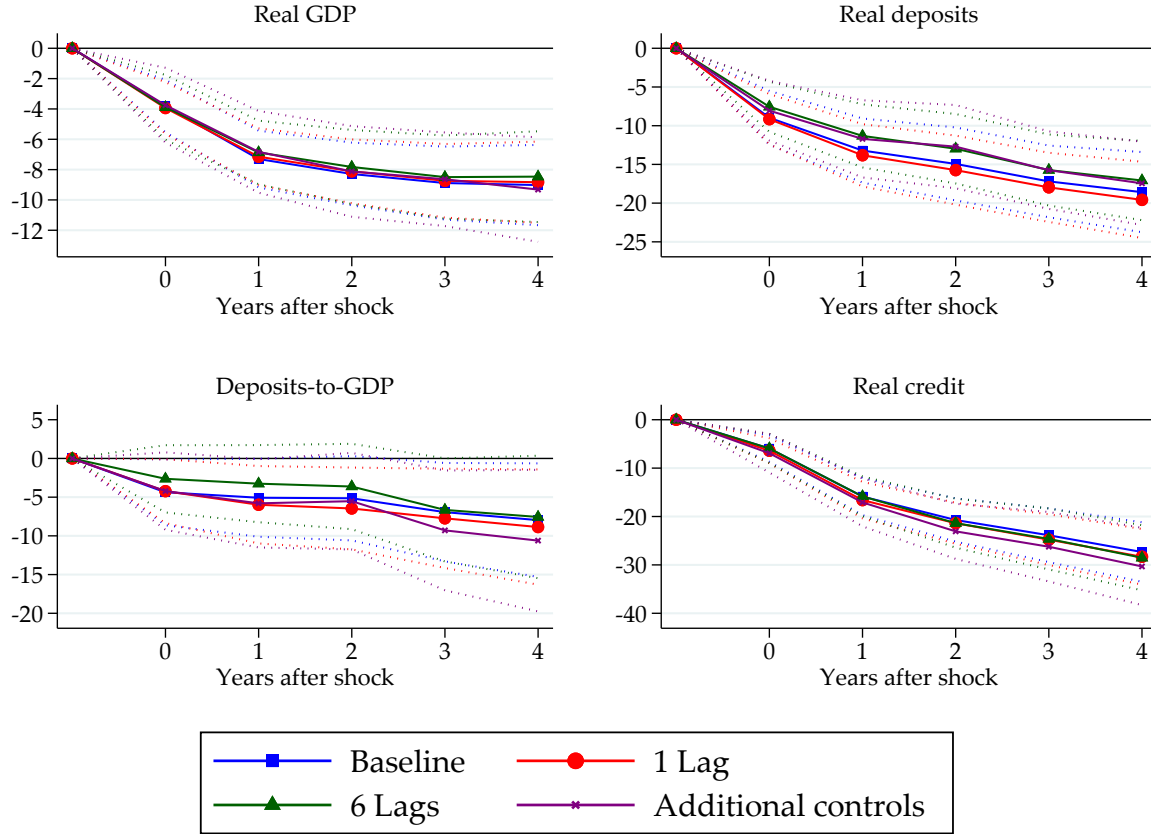 Real GDP
0
-2
-4
-6
-8
-10
-12
0 1 2 3 4
Years after shock
Real deposits
0
-5
-10
-15
-20
-25
0 1 2 3 4
Years after shock
Deposits-to-GDP
5
0
-5
-10
-15
-20
0 1 2 3 4
Years after shock
Real credit
0
-10
-20
-30
-40
0 1 2 3 4
Years after shock
Baseline 1 Lag
6 Lags Additional controls